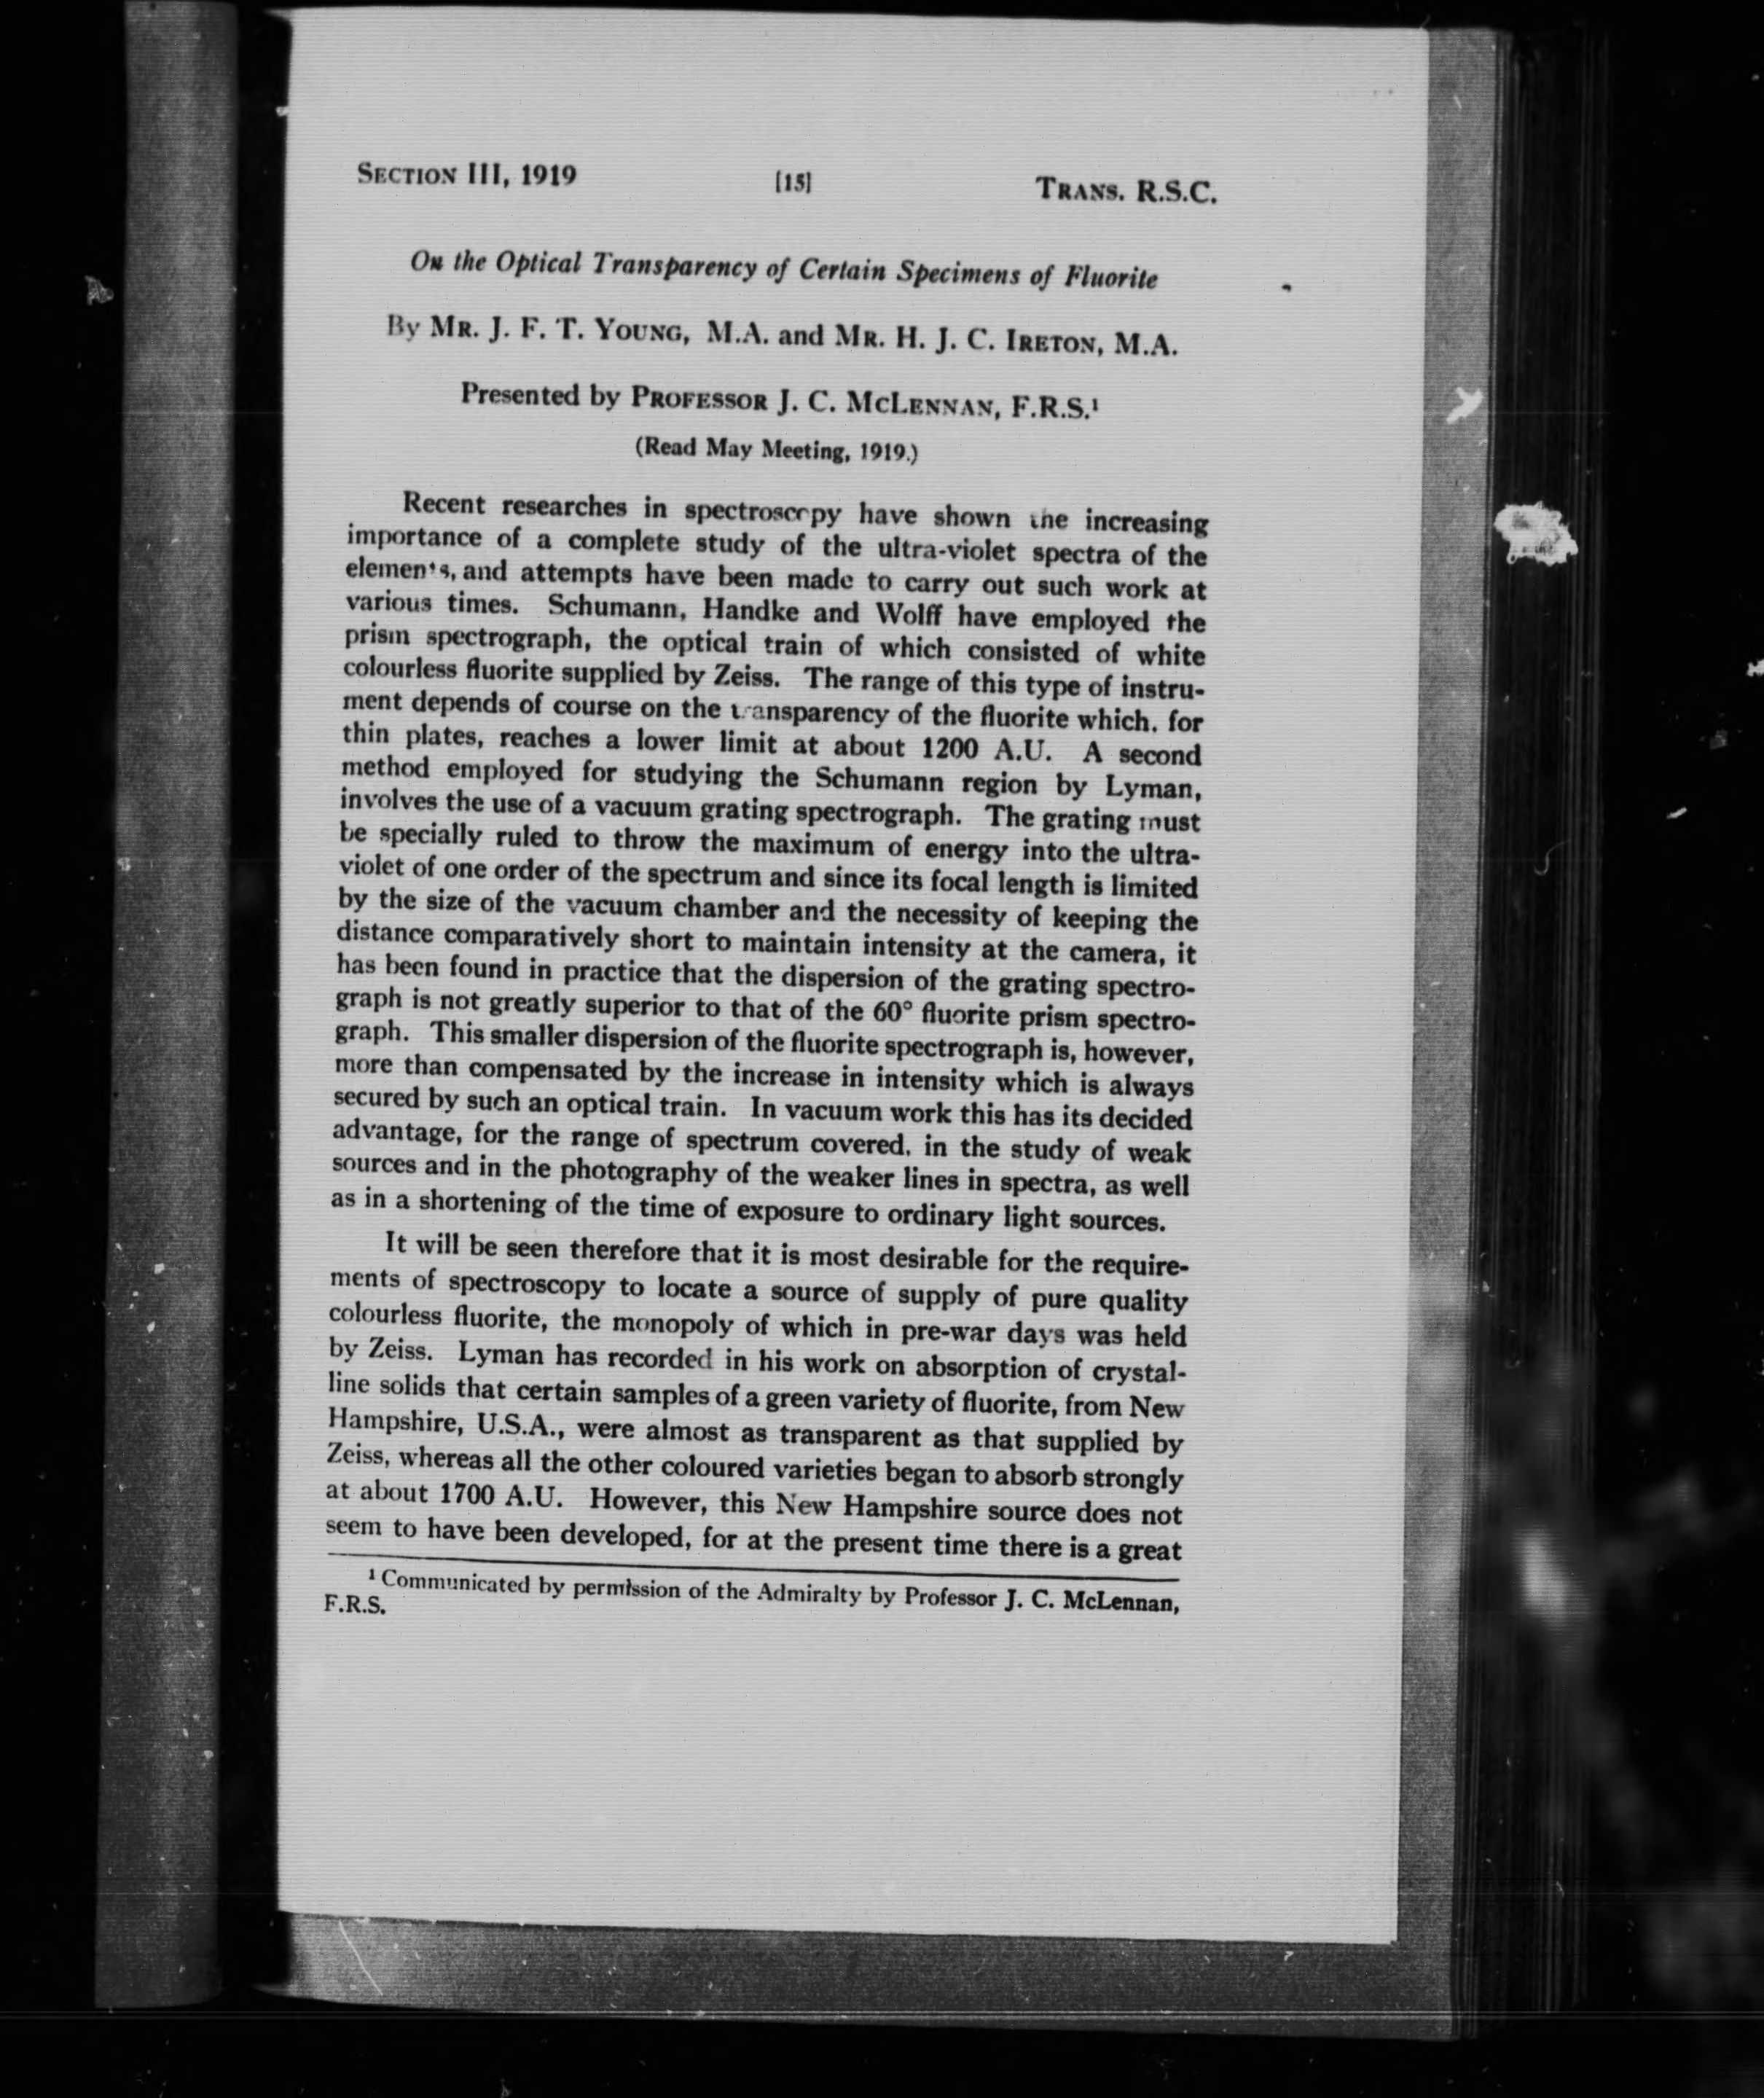 SECTION III, 1919
[15]
TRANS. R.S.C.
On the Optical Transparency of Certain Specimens of Fluorite
By MR. J. F. T. YOUNG, M.A. and MR. H. J. C. IRETON, M.A.
Presented by PROFESSOR J. C. MCLENNAN, F.R.S.¹
(Read May Meeting, 1919.)
Recent researches in spectroscopy have shown the increasing
importance of a complete study of the ultra-violet spectra of the
elements, and attempts have been made to carry out such work at
various times. Schumann, Handke and Wolff have employed the
prism spectrograph, the optical train of which consisted of white
colourless fluorite supplied by Zeiss. The range of this type of instru-
ment depends of course on the transparency of the fluorite which, for
thin plates, reaches a lower limit at about 1200 A.U. A second
method employed for studying the Schumann region by Lyman,
involves the use of a vacuum grating spectrograph. The grating must
be specially ruled to throw the maximum of energy into the ultra-
violet of one order of the spectrum and since its focal length is limited
by the size of the vacuum chamber and the necessity of keeping the
distance comparatively short to maintain intensity at the camera, it
has been found in practice that the dispersion of the grating spectro-
graph is not greatly superior to that of the 60° fluorite prism spectro-
graph. This smaller dispersion of the fluorite spectrograph is, however,
more than compensated by the increase in intensity which is always
secured by such an optical train. In vacuum work this has its decided
advantage, for the range of spectrum covered, in the study of weak
sources and in the photography of the weaker lines in spectra, as well
as in a shortening of the time of exposure to ordinary light sources.
It will be seen therefore that it is most desirable for the require-
ments of spectroscopy to locate a source of supply of pure quality
colourless fluorite, the monopoly of which in pre-war days was held
by Zeiss. Lyman has recorded in his work on absorption of crystal-
line solids that certain samples of a green variety of fluorite, from New
Hampshire, U.S.A., were almost as transparent as that supplied by
Zeiss, whereas all the other coloured varieties began to absorb strongly
at about 1700 A.U. However, this New Hampshire source does not
seem to have been developed, for at the present time there is a great
¹ Communicated by permission of the Admiralty by Professor J. C. McLennan,
F.R.S.